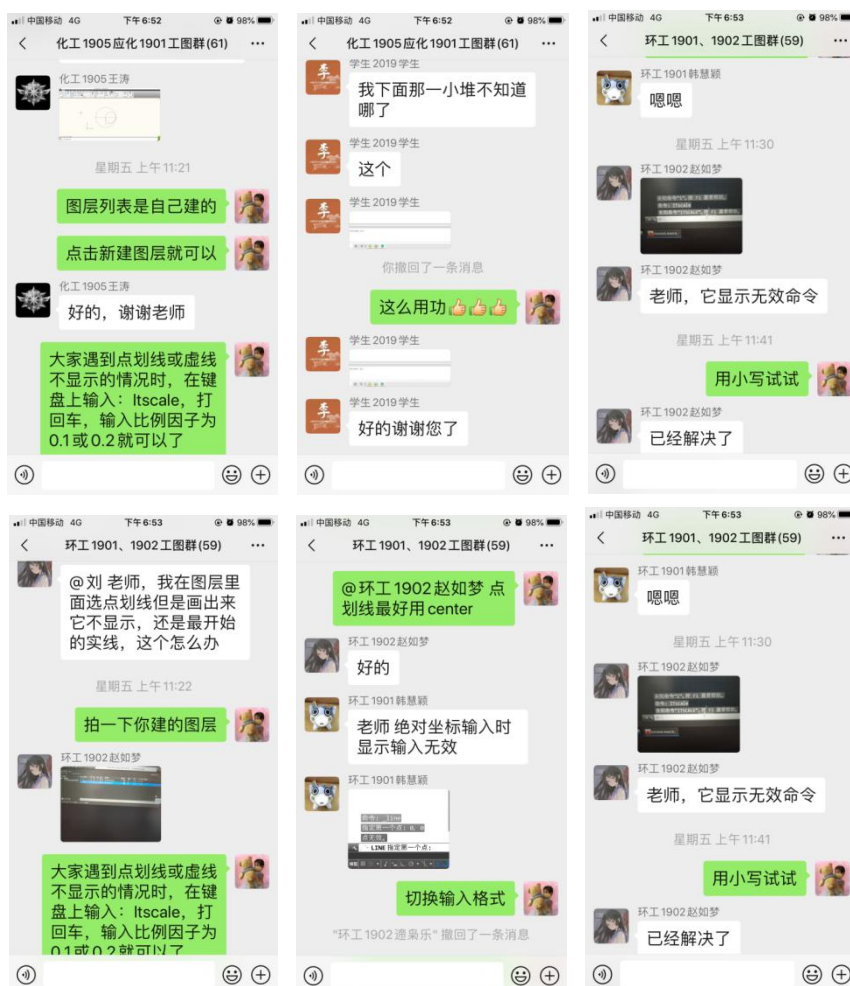 中国移动 4G 下午6:52 98%
化工1905应化1901工图群(61)
化工1905王涛
星期五 上午11:21
图层列表是自己建的
点击新建图层就可以
化工1905王涛
好的，谢谢老师
大家遇到点划线或虚线
不显示的情况时，在键
盘上输入：ltscale，打
回车，输入比例因子为
0.1或0.2就可以了
中国移动 4G 下午6:52 98%
化工1905应化1901工图群(61)
学生2019学生
我下面那一小堆不知道
哪了
学生2019学生
这个
学生2019学生
你撤回了一条消息
这么用功👍👍👍
学生2019学生
学生2019学生
好的谢谢您了
中国移动 4G 下午6:53 98%
环工1901、1902工图群(59)
环工1901韩慧颖
嗯嗯
星期五 上午11:30
环工1902赵如梦
环工1902赵如梦
老师，它显示无效命令
星期五 上午11:41
用小写试试
环工1902赵如梦
已经解决了
中国移动 4G 下午6:53 98%
环工1901、1902工图群(59)
@刘 老师，我在图层里
面选点划线但是画出来
它不显示，还是最开始
的实线，这个怎么办
星期五 上午11:22
拍一下你建的图层
环工1902赵如梦
大家遇到点划线或虚线
不显示的情况时，在键
盘上输入：ltscale，打
回车，输入比例因子为
0.1或0.2就可以了
中国移动 4G 下午6:53 98%
环工1901、1902工图群(59)
@环工1902赵如梦 点
划线最好用center
环工1902赵如梦
好的
环工1901韩慧颖
老师 绝对坐标输入时
显示输入无效
环工1901韩慧颖
命令: _line
指定第一个点: 0, 0
点无效。
LINE 指定第一个点:
切换输入格式
中国移动 4G 下午6:53 98%
环工1901、1902工图群(59)
环工1901韩慧颖
嗯嗯
星期五 上午11:30
环工1902赵如梦
环工1902赵如梦
老师，它显示无效命令
星期五 上午11:41
用小写试试
环工1902赵如梦
已经解决了